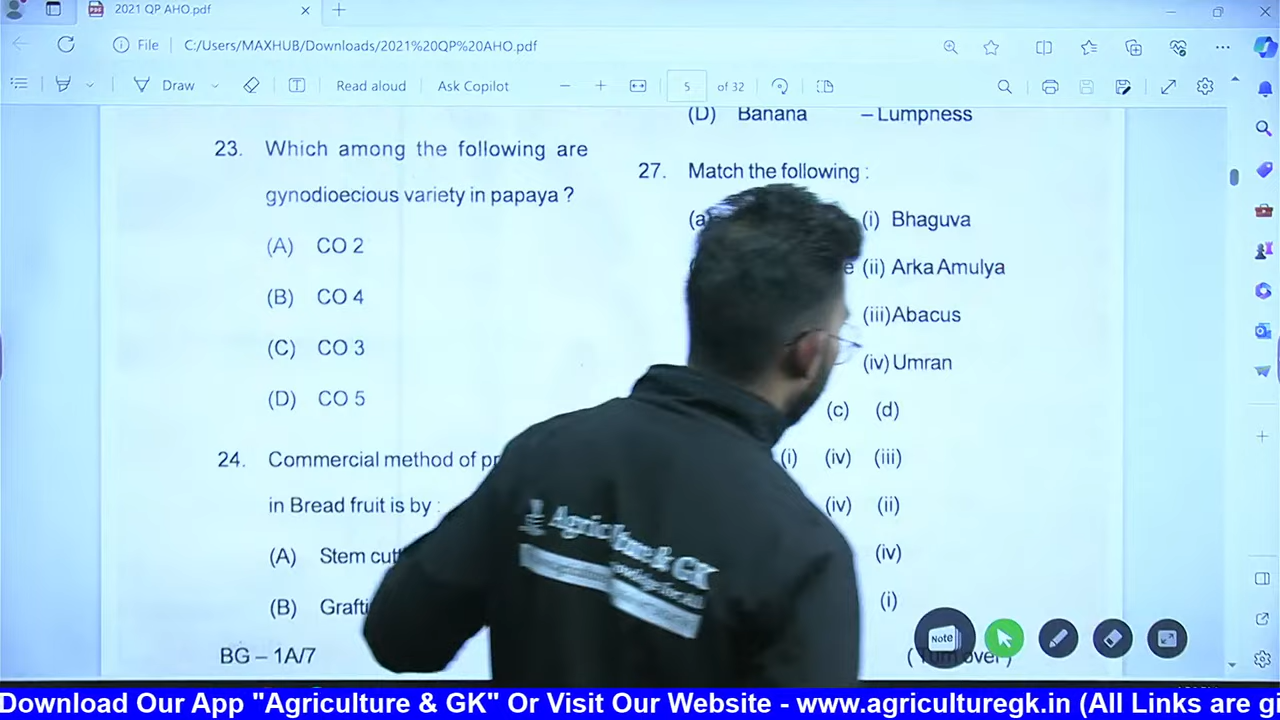 2021 QP AHO.pdf
File
C:/Users/MAXHUB/Downloads/2021%20QP%20AHO.pdf
Draw
Read aloud
Ask Copilot
5
of 32
23. Which among the following are
gynodioecious variety in papaya ?
(A) CO 2
(B) CO 4
(C) CO 3
(D) CO 5
24. Commercial method of
in Bread fruit is by :
(A) Stem
(B)
BG – 1A/7
(D) Banana – Lumpness
27. Match the following :
(i) Bhaguva
(ii) Arka Amulya
(iii) Abacus
(iv) Umran
(c) (d)
(i) (iv) (iii)
(iv) (ii)
(iv)
(i)
(Turn over)
Note
Agriculture & GK
Download Our App "Agriculture & GK" Or Visit Our Website - www.agriculturegk.in (All Links are gi